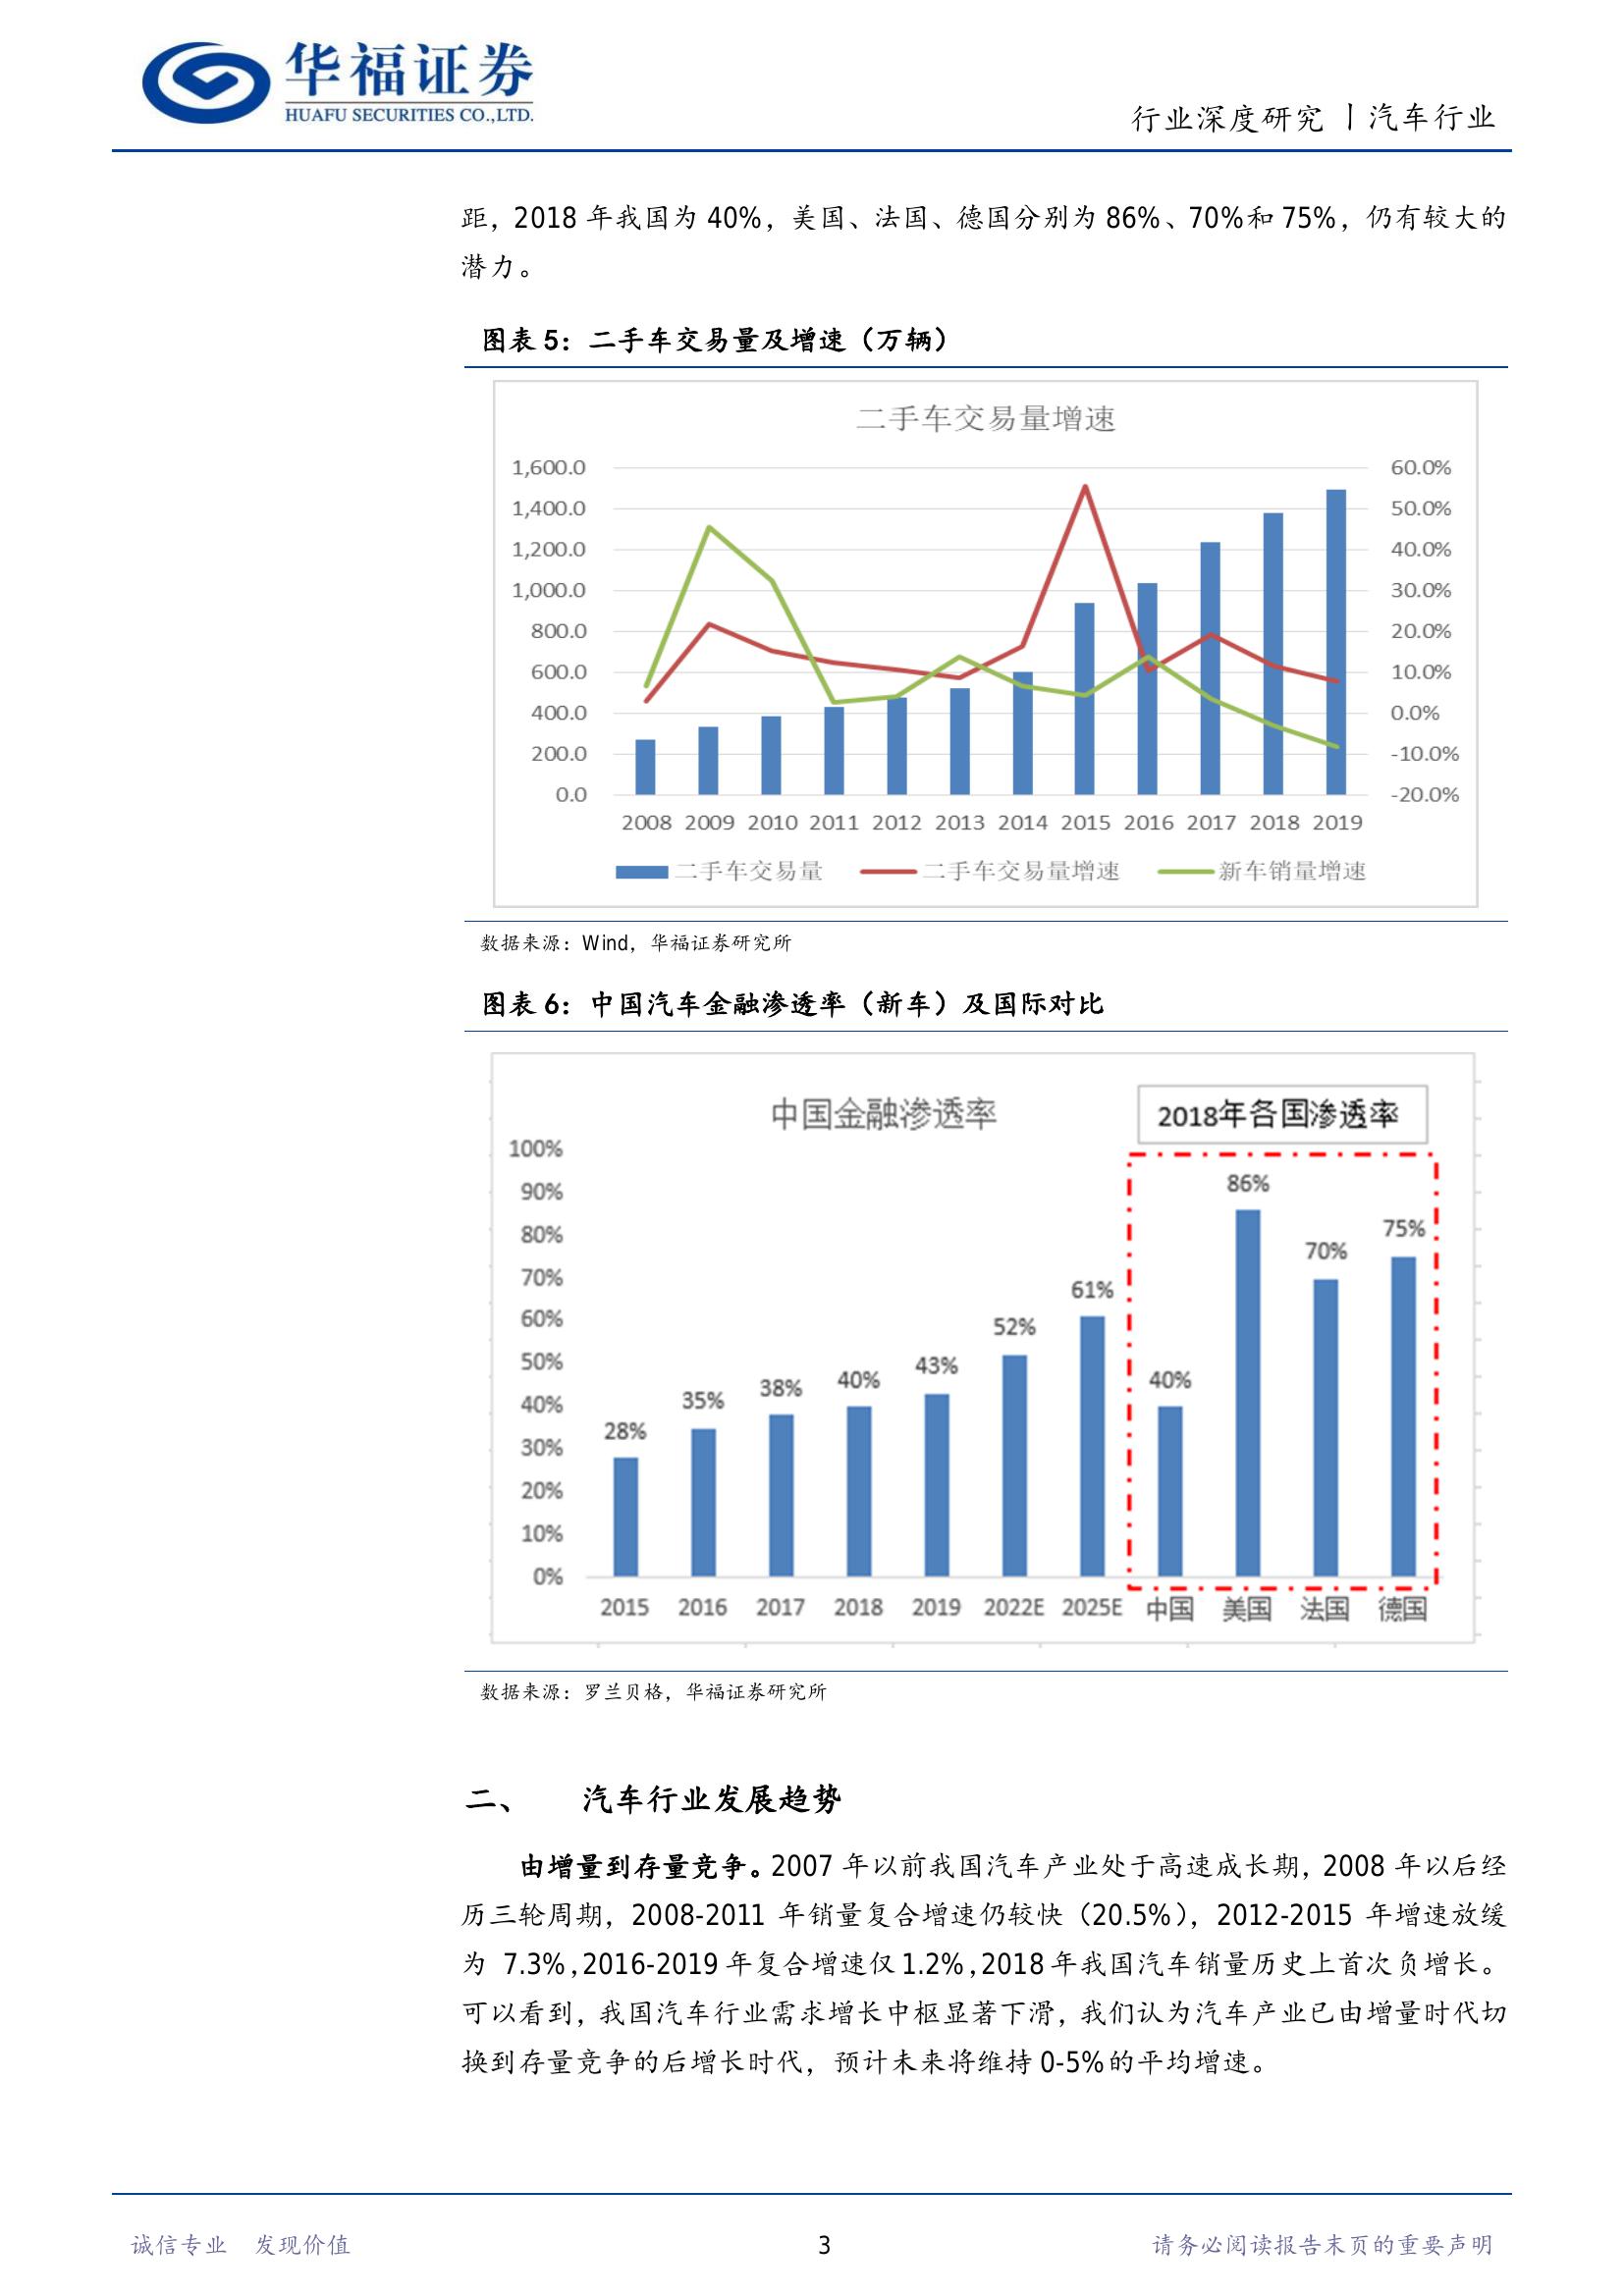 华福证券
HUAFU SECURITIES CO.,LTD.
行业深度研究 丨汽车行业
距，2018 年我国为 40%，美国、法国、德国分别为 86%、70%和 75%，仍有较大的
潜力。
图表 5：二手车交易量及增速（万辆）
二手车交易量增速
1,600.0 60.0%
1,400.0 50.0%
1,200.0 40.0%
1,000.0 30.0%
800.0 20.0%
600.0 10.0%
400.0 0.0%
200.0 -10.0%
0.0 -20.0%
2008 2009 2010 2011 2012 2013 2014 2015 2016 2017 2018 2019
二手车交易量 二手车交易量增速 新车销量增速
数据来源：Wind，华福证券研究所
图表 6：中国汽车金融渗透率（新车）及国际对比
中国金融渗透率 2018年各国渗透率
100%
90%
80%
70%
60%
50%
40%
30%
20%
10%
0%
28% 35% 38% 40% 43% 52% 61% 40% 86% 70% 75%
2015 2016 2017 2018 2019 2022E 2025E 中国 美国 法国 德国
数据来源：罗兰贝格，华福证券研究所
二、 汽车行业发展趋势
由增量到存量竞争。2007 年以前我国汽车产业处于高速成长期，2008 年以后经
历三轮周期，2008-2011 年销量复合增速仍较快（20.5%），2012-2015 年增速放缓
为 7.3%，2016-2019 年复合增速仅 1.2%，2018 年我国汽车销量历史上首次负增长。
可以看到，我国汽车行业需求增长中枢显著下滑，我们认为汽车产业已由增量时代切
换到存量竞争的后增长时代，预计未来将维持 0-5%的平均增速。
诚信专业 发现价值 3 请务必阅读报告末页的重要声明